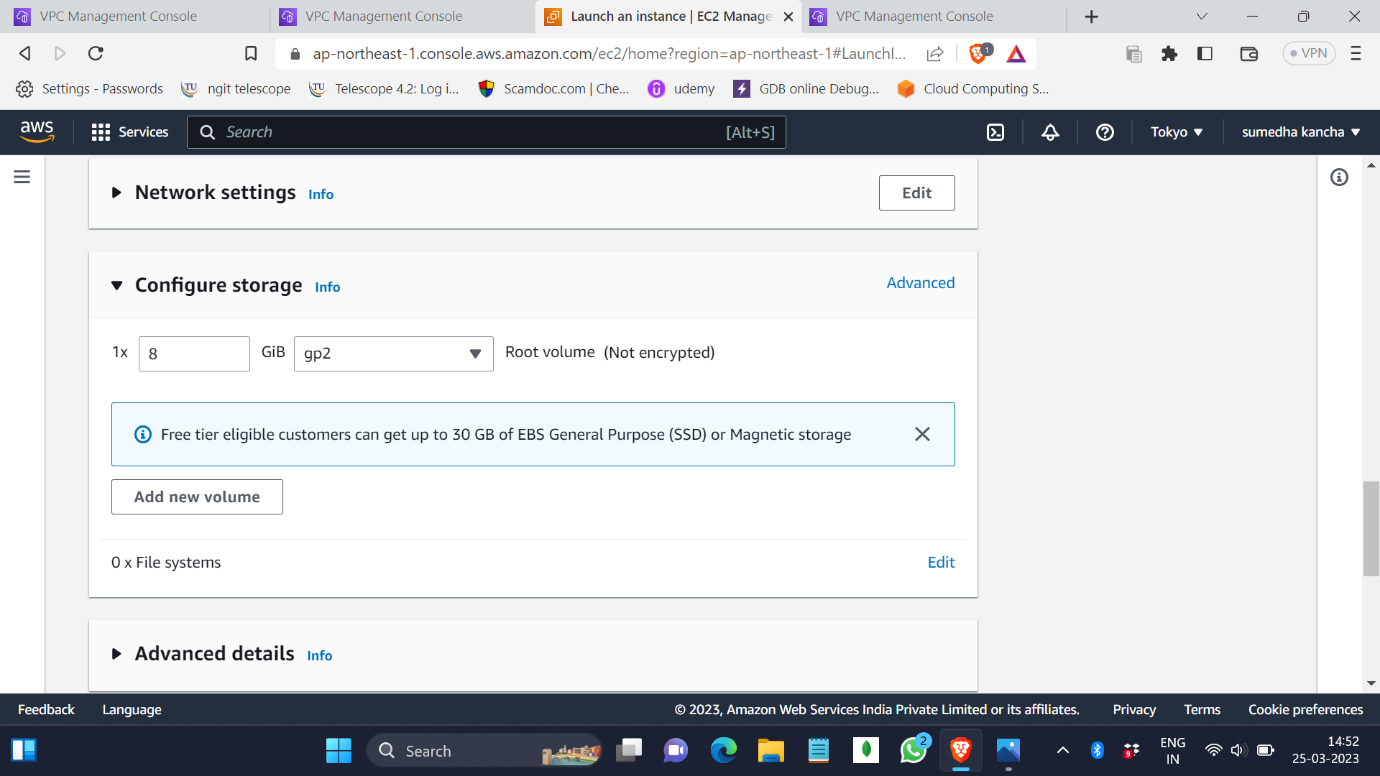 VPC Management Console
VPC Management Console
Launch an instance | EC2 Manage
VPC Management Console
ap-northeast-1.console.aws.amazon.com/ec2/home?region=ap-northeast-1#LaunchI...
1
VPN
Settings - Passwords
TU ngit telescope
TU Telescope 4.2: Log i...
Scamdoc.com | Che...
udemy
GDB online Debug...
Cloud Computing S...
aws
Services
Search
[Alt+S]
Tokyo
sumedha kancha
Network settings Info
Edit
Configure storage Info
Advanced
1x 8 GiB gp2 Root volume (Not encrypted)
Free tier eligible customers can get up to 30 GB of EBS General Purpose (SSD) or Magnetic storage
Add new volume
0 x File systems
Edit
Advanced details Info
Feedback Language
© 2023, Amazon Web Services India Private Limited or its affiliates.
Privacy Terms Cookie preferences
Search
2
9
ENG
IN
14:52
25-03-2023